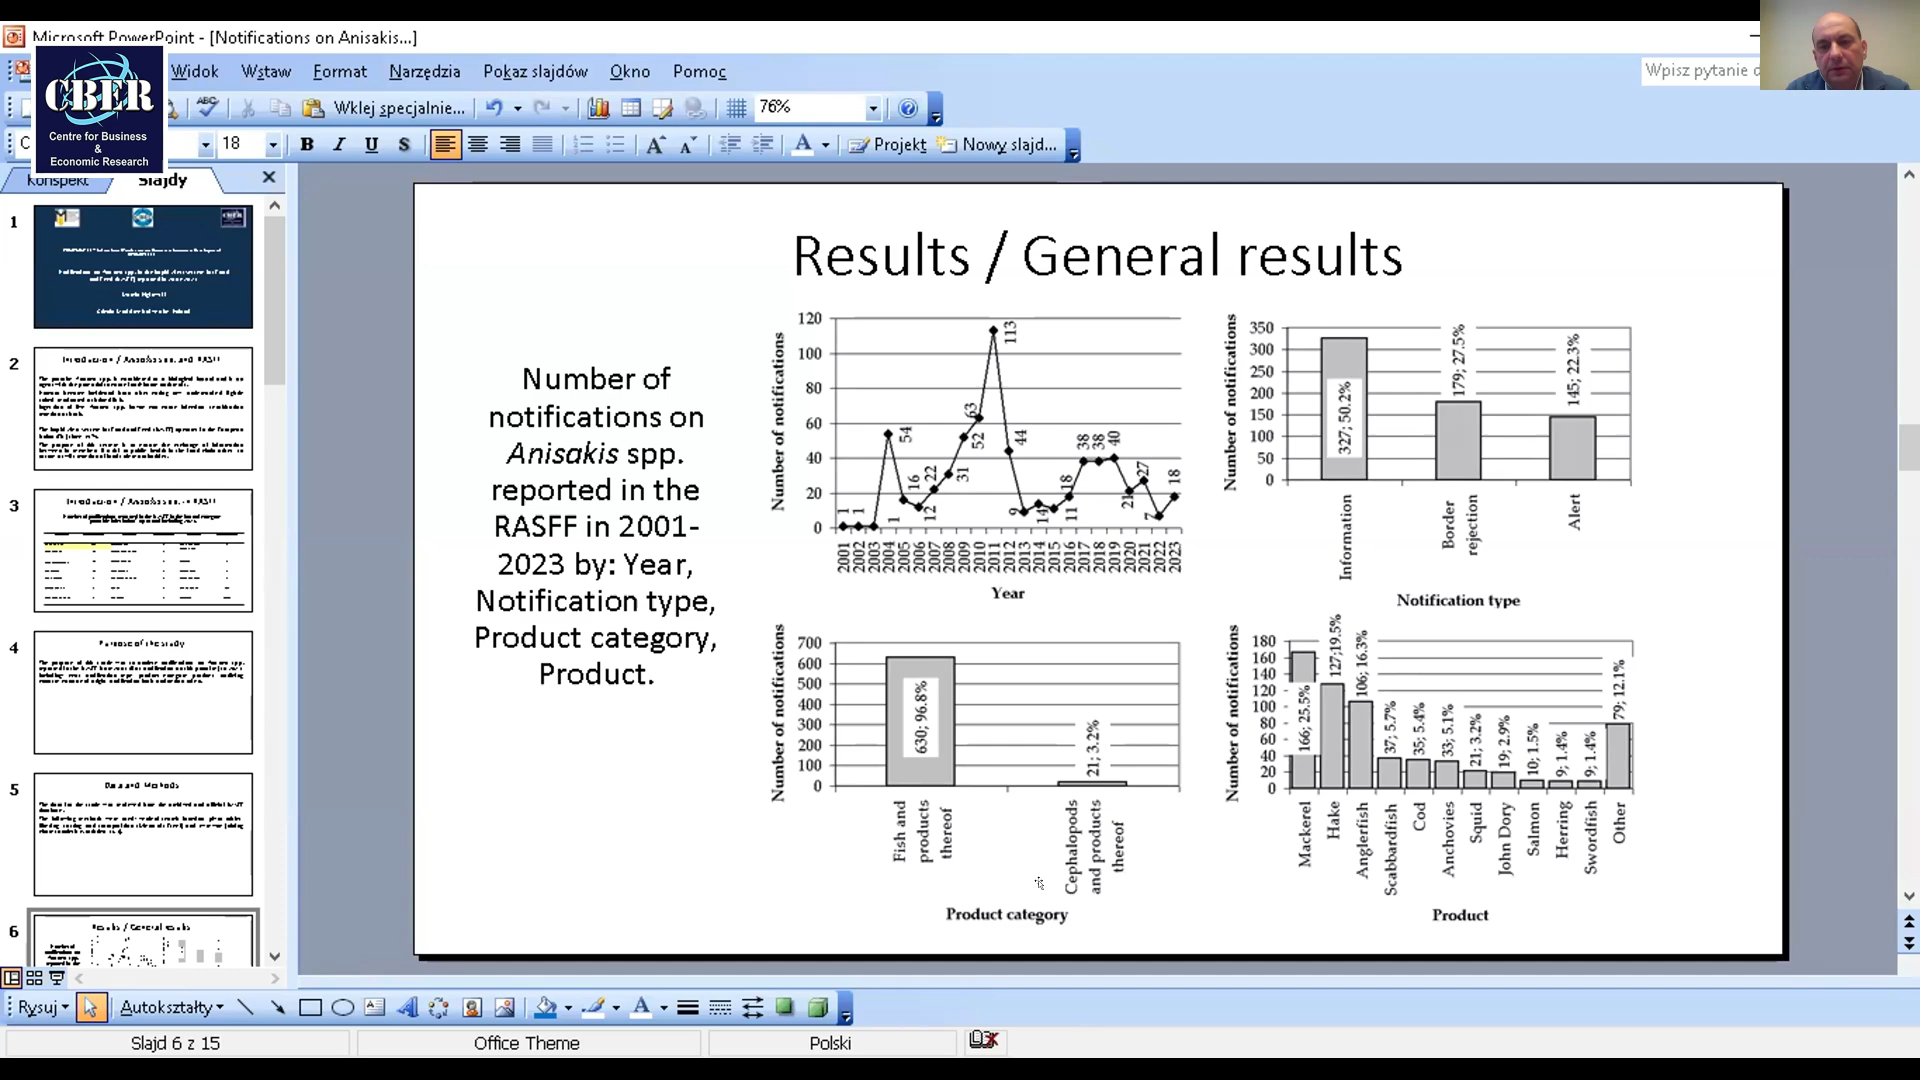 Microsoft PowerPoint - [Notifications on Anisakis...]
Widok Wstaw Format Narzędzia Pokaz slajdów Okno Pomoc
Wpisz pytanie d
Wklej specjalnie...
76%
CBER
Centre for Business
&
Economic Research
18
B I U S
Projekt Nowy slajd...
Konspekt Slajdy
1
2
3
4
Purpose of the study
5
Data and Methods
6
Results / General results
Results / General results
Number of
notifications on
Anisakis spp.
reported in the
RASFF in 2001-
2023 by: Year,
Notification type,
Product category,
Product.
Number of notifications
120
100
80
60
40
20
0
1 1 1 54 16 12 22 31 52 63 113 44 9 14 11 18 38 38 40 21 27 7 18
2001 2002 2003 2004 2005 2006 2007 2008 2009 2010 2011 2012 2013 2014 2015 2016 2017 2018 2019 2020 2021 2022 2023
Year
Number of notifications
350
300
250
200
150
100
50
0
327; 50.2%
179; 27.5%
145; 22.3%
Information
Border rejection
Alert
Notification type
Number of notifications
700
600
500
400
300
200
100
0
630; 96.8%
21; 3.2%
Fish and products thereof
Cephalopods and products thereof
Product category
Number of notifications
180
160
140
120
100
80
60
40
20
0
166; 25.5%
127;19.5%
106; 16.3%
37; 5.7%
35; 5.4%
33; 5.1%
21; 3.2%
19; 2.9%
10; 1.5%
9; 1.4%
9; 1.4%
79; 12.1%
Mackerel
Hake
Anglerfish
Scabbardfish
Cod
Anchovies
Squid
John Dory
Salmon
Herring
Swordfish
Other
Product
Rysuj Autokształty
Slajd 6 z 15
Office Theme
Polski